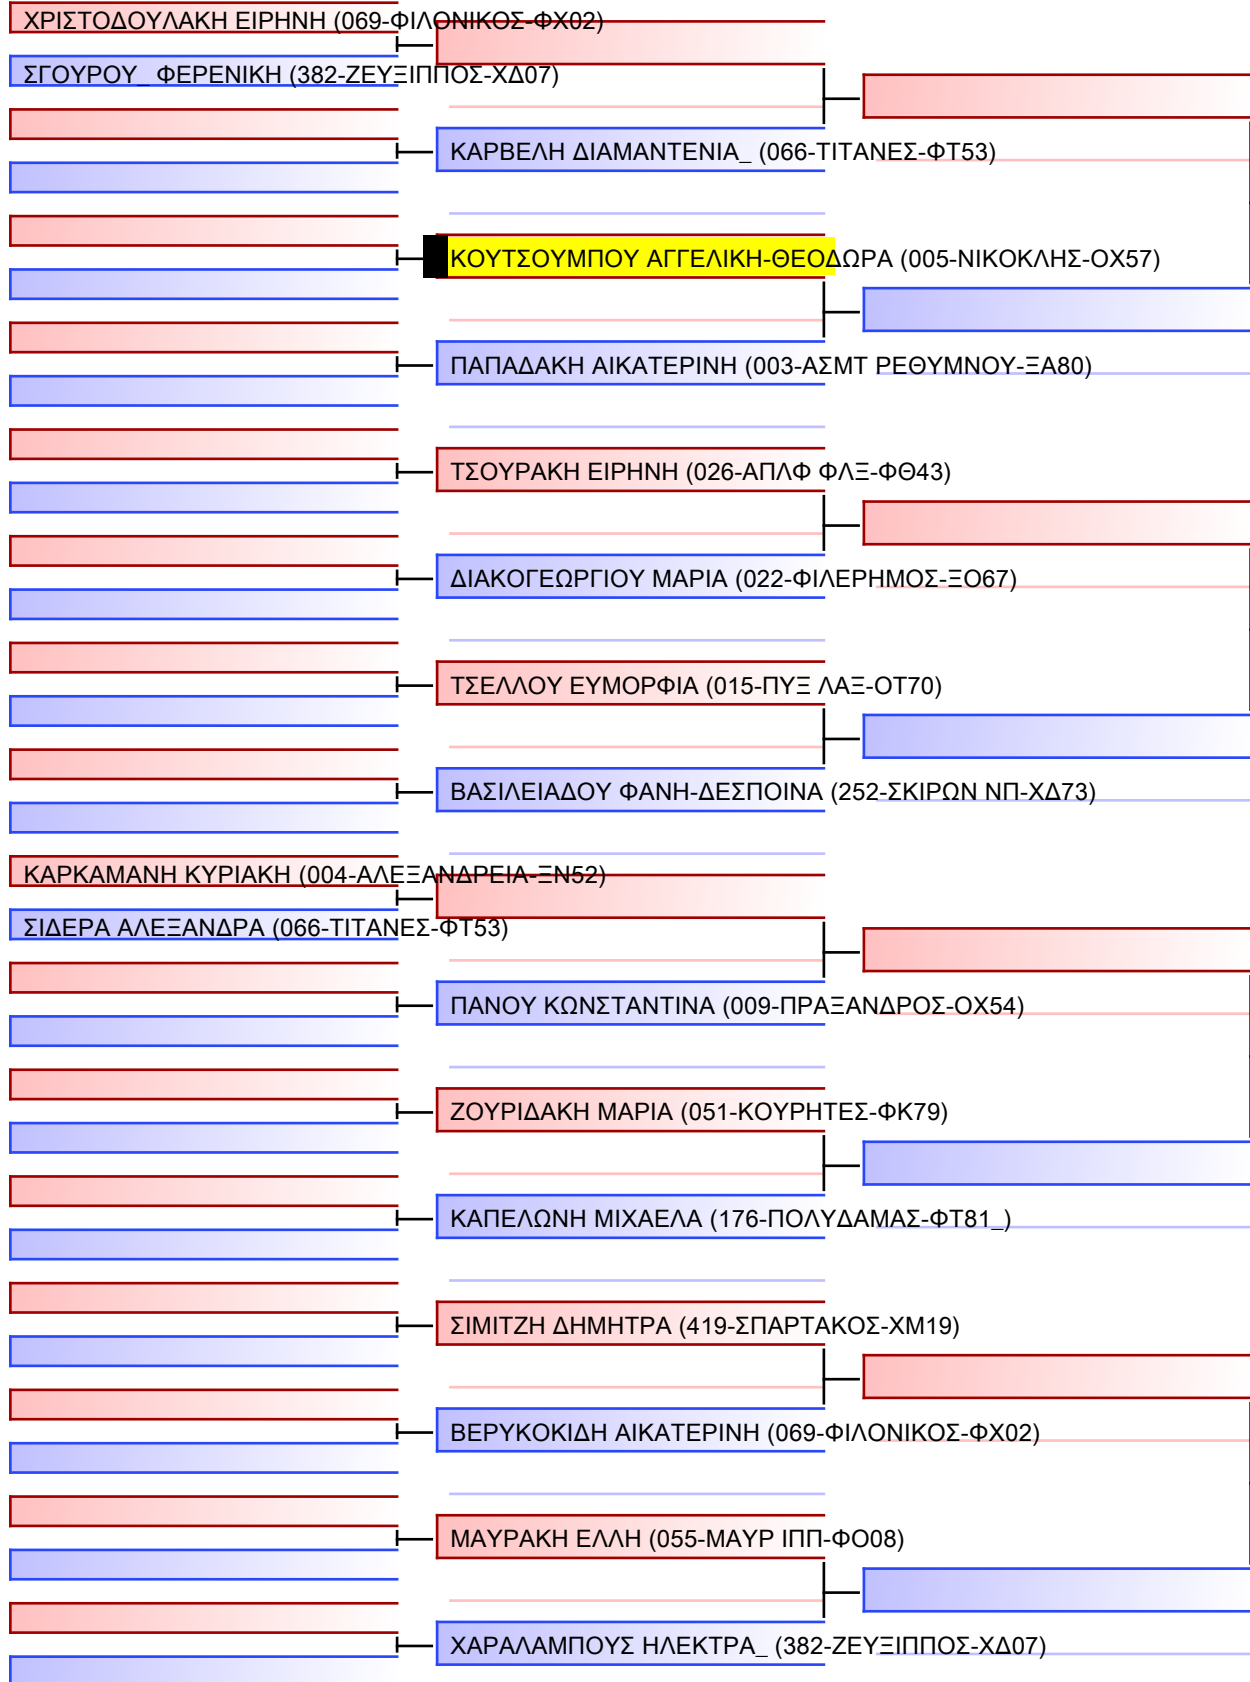 ΧΡΙΣΤΟΔΟΥΛΑΚΗ ΕΙΡΗΝΗ (069-ΦΙΛΟΝΙΚΟΣ-ΦΧ02)
ΣΓΟΥΡΟΥ_ ΦΕΡΕΝΙΚΗ (382-ΖΕΥΞΙΠΠΟΣ-ΧΔ07)
ΚΑΡΒΕΛΗ ΔΙΑΜΑΝΤΕΝΙΑ_ (066-ΤΙΤΑΝΕΣ-ΦΤ53)
ΚΟΥΤΣΟΥΜΠΟΥ ΑΓΓΕΛΙΚΗ-ΘΕΟΔΩΡΑ (005-ΝΙΚΟΚΛΗΣ-ΟΧ57)
ΠΑΠΑΔΑΚΗ ΑΙΚΑΤΕΡΙΝΗ (003-ΑΣΜΤ ΡΕΘΥΜΝΟΥ-ΞΑ80)
ΤΣΟΥΡΑΚΗ ΕΙΡΗΝΗ (026-ΑΠΛΦ ΦΛΞ-ΦΘ43)
ΔΙΑΚΟΓΕΩΡΓΙΟΥ ΜΑΡΙΑ (022-ΦΙΛΕΡΗΜΟΣ-ΞΟ67)
ΤΣΕΛΛΟΥ ΕΥΜΟΡΦΙΑ (015-ΠΥΞ ΛΑΞ-ΟΤ70)
ΒΑΣΙΛΕΙΑΔΟΥ ΦΑΝΗ-ΔΕΣΠΟΙΝΑ (252-ΣΚΙΡΩΝ ΝΠ-ΧΔ73)
ΚΑΡΚΑΜΑΝΗ ΚΥΡΙΑΚΗ (004-ΑΛΕΞΑΝΔΡΕΙΑ-ΞΝ52)
ΣΙΔΕΡΑ ΑΛΕΞΑΝΔΡΑ (066-ΤΙΤΑΝΕΣ-ΦΤ53)
ΠΑΝΟΥ ΚΩΝΣΤΑΝΤΙΝΑ (009-ΠΡΑΞΑΝΔΡΟΣ-ΟΧ54)
ΖΟΥΡΙΔΑΚΗ ΜΑΡΙΑ (051-ΚΟΥΡΗΤΕΣ-ΦΚ79)
ΚΑΠΕΛΩΝΗ ΜΙΧΑΕΛΑ (176-ΠΟΛΥΔΑΜΑΣ-ΦΤ81_)
ΣΙΜΙΤΖΗ ΔΗΜΗΤΡΑ (419-ΣΠΑΡΤΑΚΟΣ-ΧΜ19)
ΒΕΡΥΚΟΚΙΔΗ ΑΙΚΑΤΕΡΙΝΗ (069-ΦΙΛΟΝΙΚΟΣ-ΦΧ02)
ΜΑΥΡΑΚΗ ΕΛΛΗ (055-ΜΑΥΡ ΙΠΠ-ΦΟ08)
ΧΑΡΑΛΑΜΠΟΥΣ ΗΛΕΚΤΡΑ_ (382-ΖΕΥΞΙΠΠΟΣ-ΧΔ07)